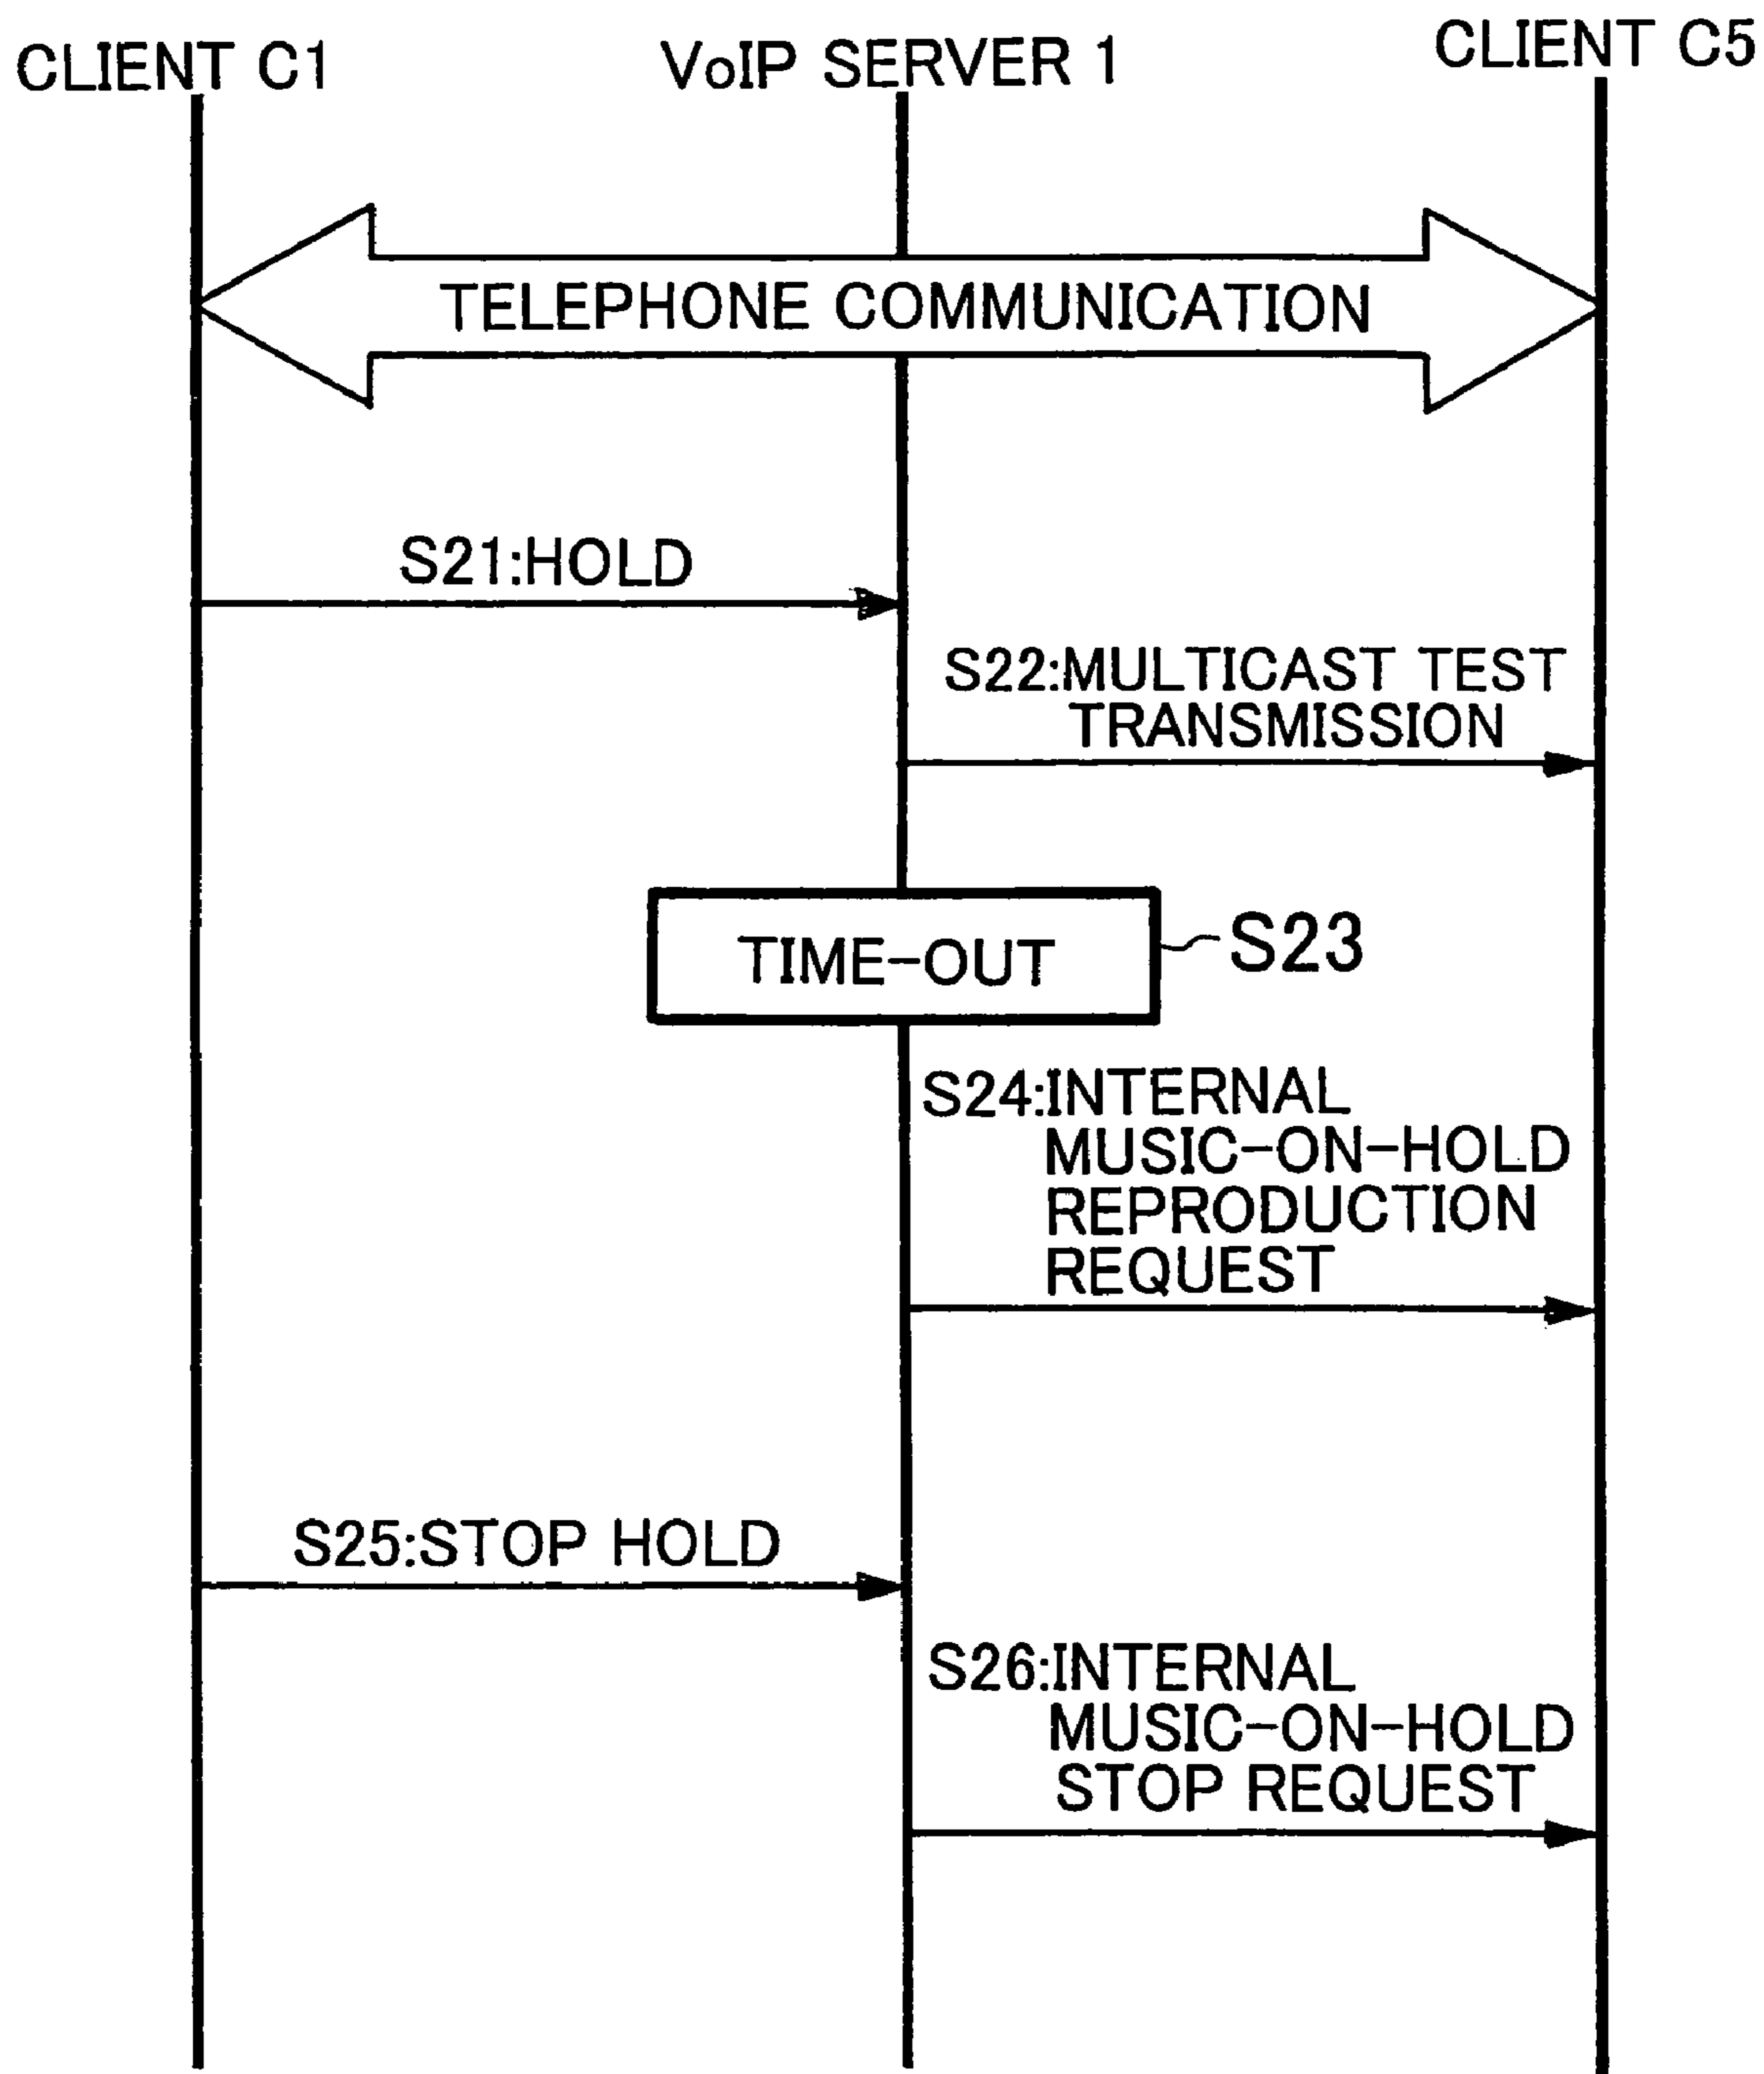 CLIENT C1
VoIP SERVER 1
CLIENT C5
TELEPHONE COMMUNICATION
S21:HOLD
S22:MULTICAST TEST
TRANSMISSION
TIME-OUT
S23
S24:INTERNAL
MUSIC-ON-HOLD
REPRODUCTION
REQUEST
S25:STOP HOLD
S26:INTERNAL
MUSIC-ON-HOLD
STOP REQUEST